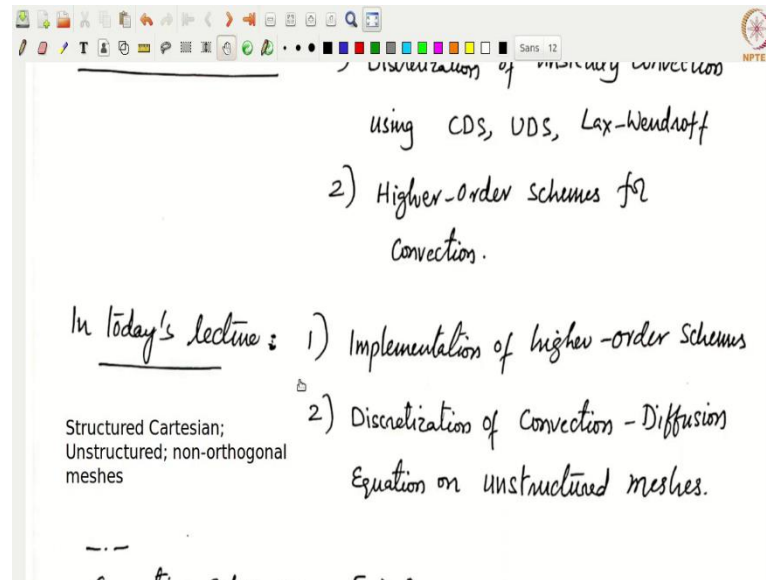 Sans 12
NPTE
using CDS, UDS, Lax-Wendroff
2) Higher-order schemes for
Convection.
In today's lecture: 1) Implementation of higher-order Schemes
2) Discretization of Convection - Diffusion
Equation on unstructured meshes.
Structured Cartesian;
Unstructured; non-orthogonal
meshes